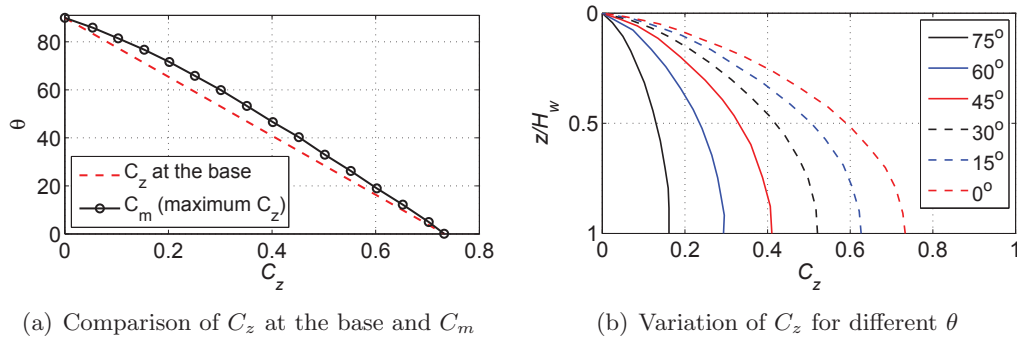 80
60
40
20
0
θ
C_z at the base
C_m (maximum C_z)
0 0.2 0.4 0.6 0.8
C_z
(a) Comparison of C_z at the base and C_m
0
0.5
1
z/H_w
75°
60°
45°
30°
15°
0°
0 0.2 0.4 0.6 0.8 1
C_z
(b) Variation of C_z for different θ